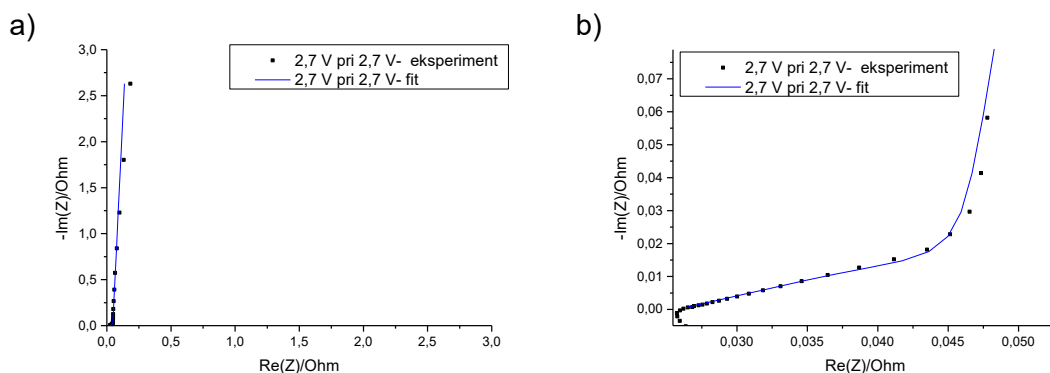 a)
3,0
2,5
2,0
1,5
1,0
0,5
0,0
-Im(Z)/Ohm
2,7 V pri 2,7 V- eksperiment
2,7 V pri 2,7 V- fit
0,0
0,5
1,0
1,5
2,0
2,5
3,0
Re(Z)/Ohm
b)
0,07
0,06
0,05
0,04
0,03
0,02
0,01
0,00
-Im(Z)/Ohm
2,7 V pri 2,7 V- eksperiment
2,7 V pri 2,7 V- fit
0,030
0,035
0,040
0,045
0,050
Re(Z)/Ohm